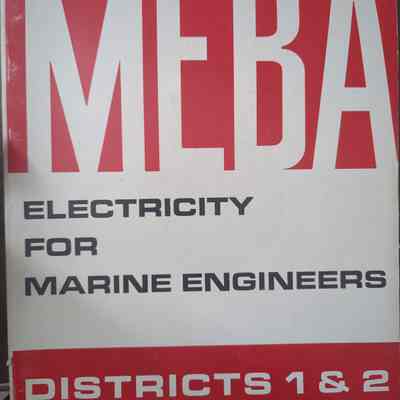 MEBA
ELECTRICITY
FOR
MARINE ENGINEERS
DISTRICTS 1 & 2